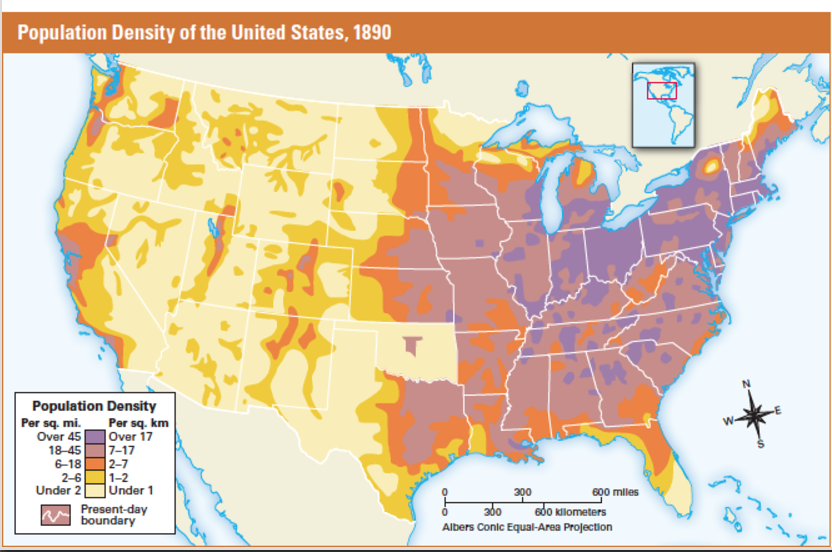 Population Density of the United States, 1890
Population Density
Per sq. mi. Per sq. km
Over 45 Over 17
18–45 7–17
6–18 2–7
2–6 1–2
Under 2 Under 1
Present-day
boundary
N
W E
S
0 300 600 miles
0 300 600 kilometers
Albers Conic Equal-Area Projection